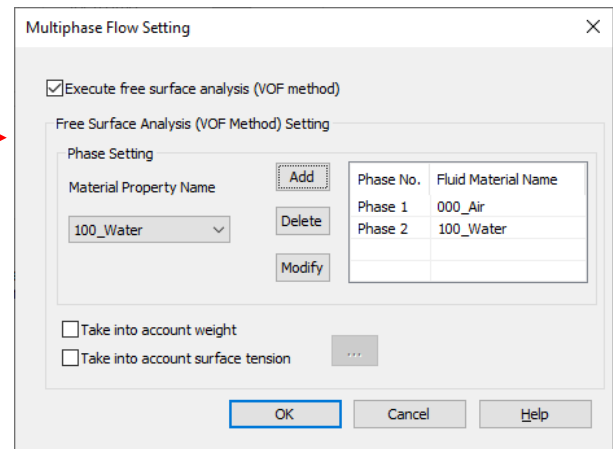 Multiphase Flow Setting
Execute free surface analysis (VOF method)
Free Surface Analysis (VOF Method) Setting
Phase Setting
Material Property Name
100_Water
Add
Delete
Modify
Phase No. Fluid Material Name
Phase 1 000_Air
Phase 2 100_Water
Take into account weight
Take into account surface tension
...
OK Cancel Help